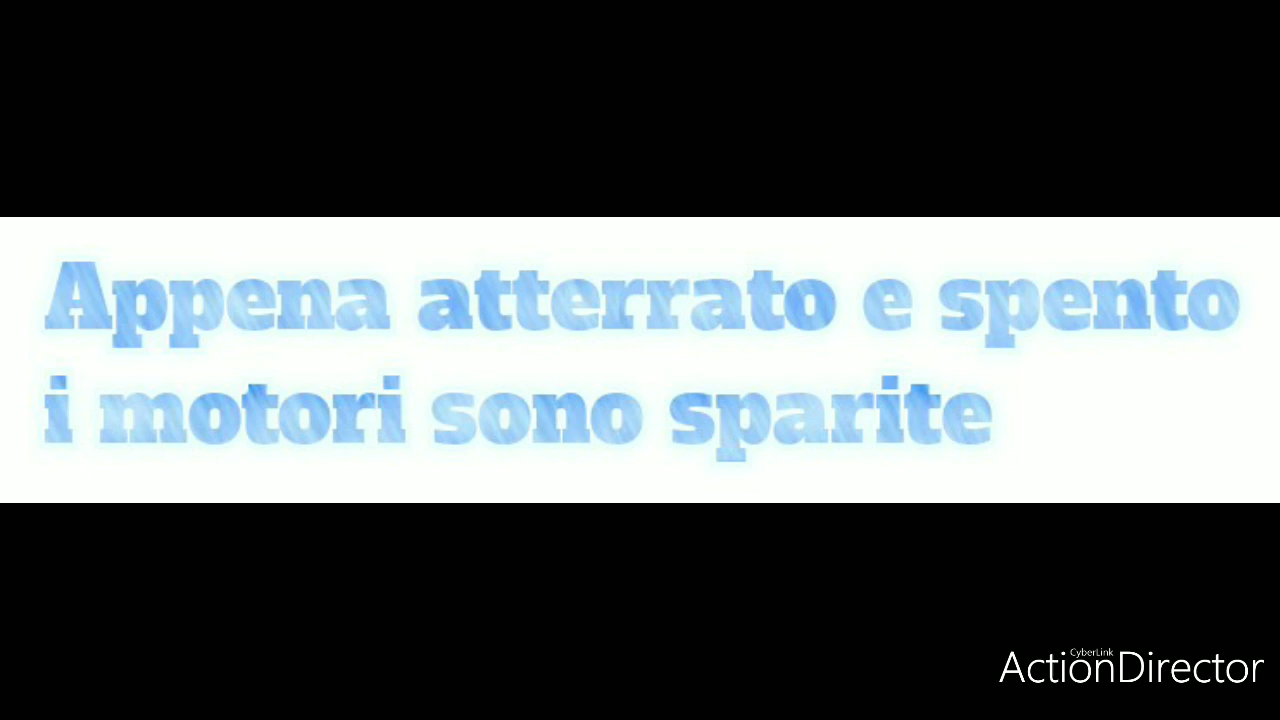 Appena atterrato e spento
i motori sono sparite
CyberLink
ActionDirector